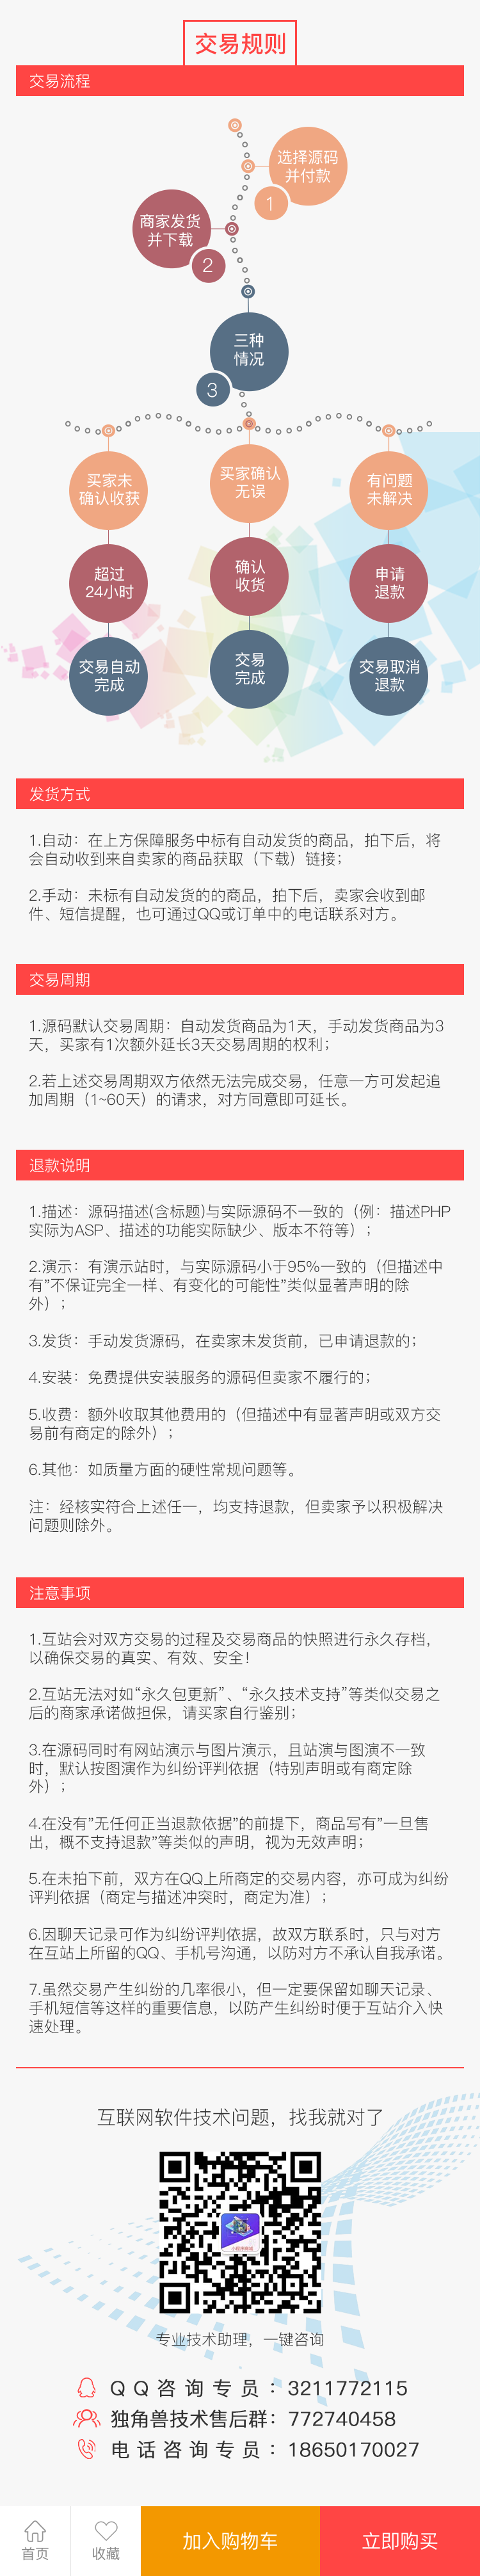 交易规则
交易流程
选择源码
并付款
1
商家发货
并下载
2
三种
情况
3
买家未
确认收获
买家确认
无误
有问题
未解决
超过
24小时
确认
收货
申请
退款
交易自动
完成
交易
完成
交易取消
退款
发货方式
1.自动：在上方保障服务中标有自动发货的商品，拍下后，将
会自动收到来自卖家的商品获取（下载）链接；
2.手动：未标有自动发货的的商品，拍下后，卖家会收到邮
件、短信提醒，也可通过QQ或订单中的电话联系对方。
交易周期
1.源码默认交易周期：自动发货商品为1天，手动发货商品为3
天，买家有1次额外延长3天交易周期的权利；
2.若上述交易周期双方依然无法完成交易，任意一方可发起追
加周期（1~60天）的请求，对方同意即可延长。
退款说明
1.描述：源码描述(含标题)与实际源码不一致的（例：描述PHP
实际为ASP、描述的功能实际缺少、版本不符等）；
2.演示：有演示站时，与实际源码小于95%一致的（但描述中
有”不保证完全一样、有变化的可能性”类似显著声明的除
外）；
3.发货：手动发货源码，在卖家未发货前，已申请退款的；
4.安装：免费提供安装服务的源码但卖家不履行的；
5.收费：额外收取其他费用的（但描述中有显著声明或双方交
易前有商定的除外）；
6.其他：如质量方面的硬性常规问题等。
注：经核实符合上述任一，均支持退款，但卖家予以积极解决
问题则除外。
注意事项
1.互站会对双方交易的过程及交易商品的快照进行永久存档，
以确保交易的真实、有效、安全！
2.互站无法对如“永久包更新”、“永久技术支持”等类似交易之
后的商家承诺做担保，请买家自行鉴别；
3.在源码同时有网站演示与图片演示，且站演与图演不一致
时，默认按图演作为纠纷评判依据（特别声明或有商定除
外）；
4.在没有”无任何正当退款依据”的前提下，商品写有”一旦售
出，概不支持退款”等类似的声明，视为无效声明；
5.在未拍下前，双方在QQ上所商定的交易内容，亦可成为纠纷
评判依据（商定与描述冲突时，商定为准）；
6.因聊天记录可作为纠纷评判依据，故双方联系时，只与对方
在互站上所留的QQ、手机号沟通，以防对方不承认自我承诺。
7.虽然交易产生纠纷的几率很小，但一定要保留如聊天记录、
手机短信等这样的重要信息，以防产生纠纷时便于互站介入快
速处理。
互联网软件技术问题，找我就对了
专业技术助理，一键咨询
QQ咨询专员：3211772115
独角兽技术售后群：772740458
电话咨询专员：18650170027
首页
收藏
加入购物车
立即购买